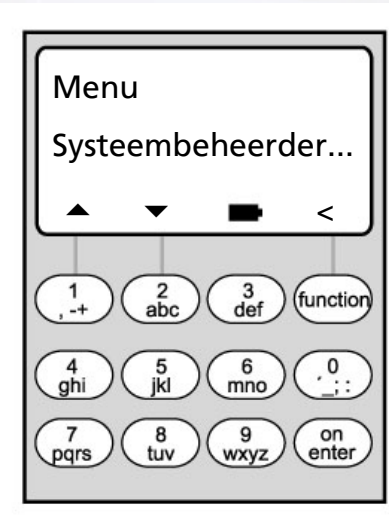 Menu
Systeembeheerder...
<
1 2 3 function
, -+ abc def
4 5 6 0
ghi jkl mno ´_;:
7 8 9 on
pqrs tuv wxyz enter